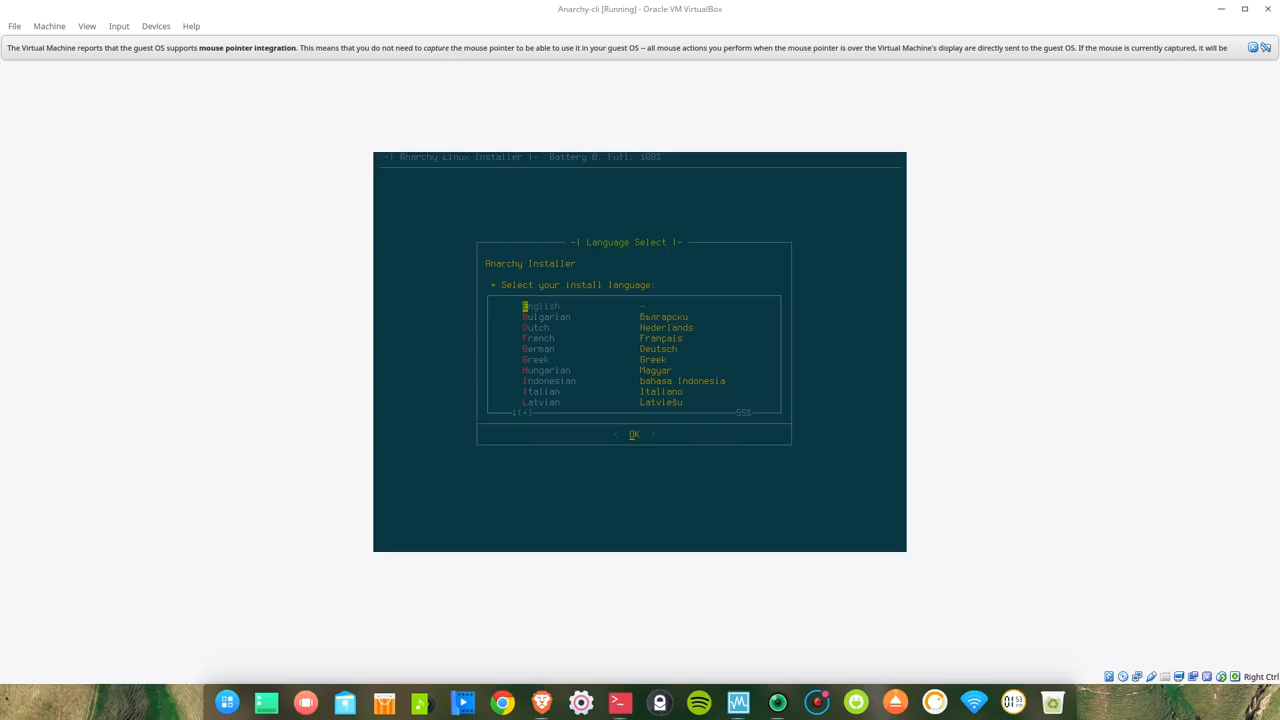 Anarchy-cli [Running] - Oracle VM VirtualBox
File Machine View Input Devices Help
The Virtual Machine reports that the guest OS supports mouse pointer integration. This means that you do not need to capture the mouse pointer to be able to use it in your guest OS -- all mouse actions you perform when the mouse pointer is over the Virtual Machine's display are directly sent to the guest OS. If the mouse is currently captured, it will be
-| Anarchy Linux Installer |- Battery 0: Full, 100%
-| Language Select |-
Anarchy Installer
* Select your install language:
English -
Bulgarian български
Dutch Nederlands
French Français
German Deutsch
Greek Greek
Hungarian Magyar
Indonesian bahasa Indonesia
Italian Italiano
Latvian Latviešu
↓(+) 55%
< OK >
Right Ctrl
01:53